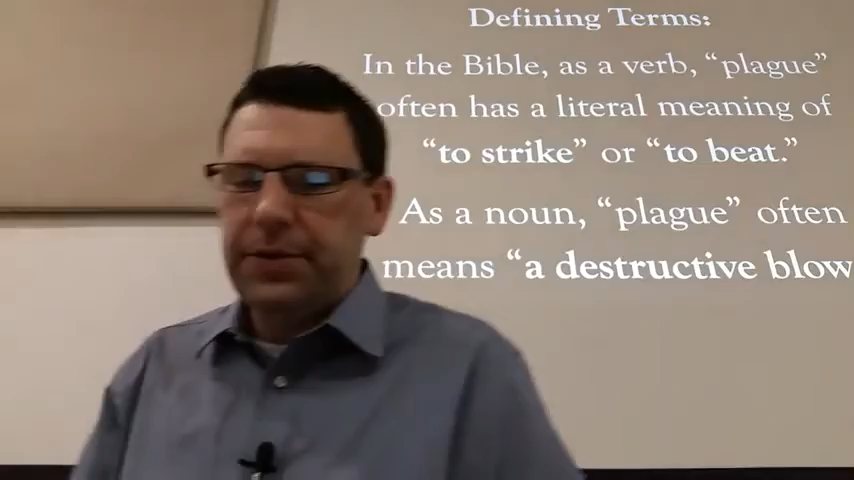 Defining Terms:
In the Bible, as a verb, “plague”
often has a literal meaning of
“to strike” or “to beat.”
As a noun, “plague” often
means “a destructive blow